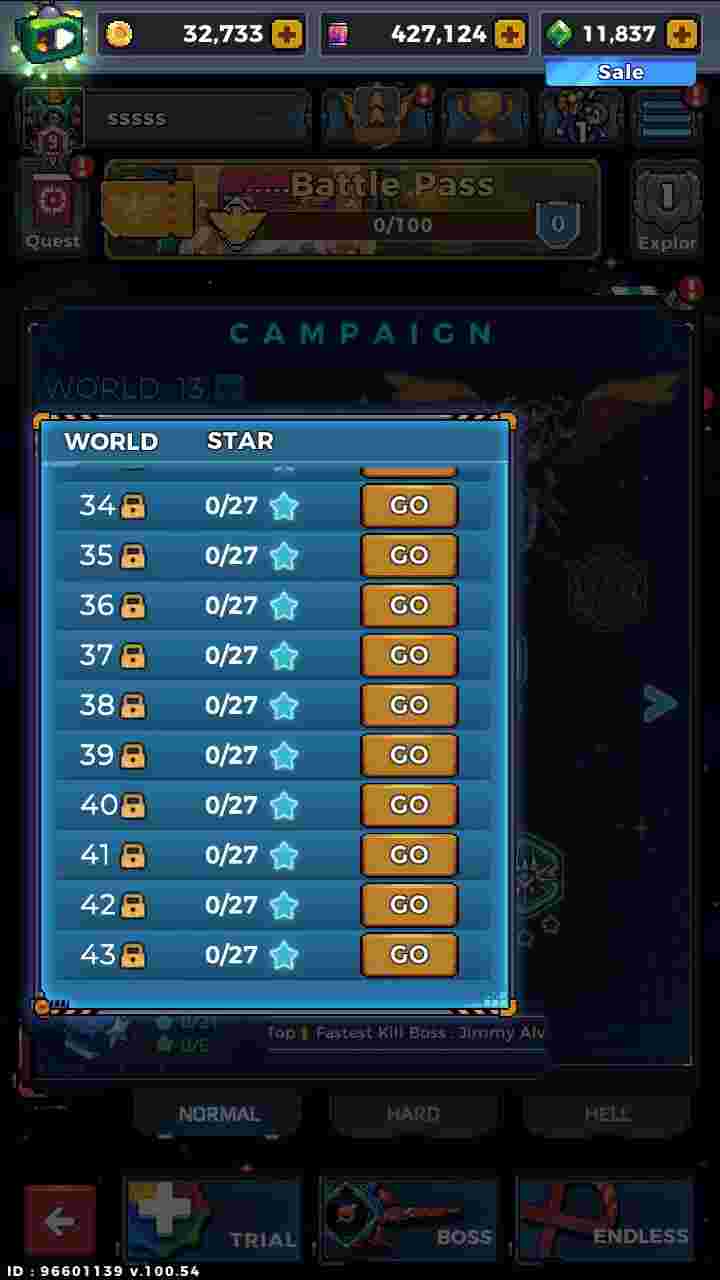 32,733
427,124
11,837
Sale
9
sssss
1
.....Battle Pass
0/100
0
Quest
1
Explor
CAMPAIGN
WORLD 13
WORLD STAR
34 0/27 GO
35 0/27 GO
36 0/27 GO
37 0/27 GO
38 0/27 GO
39 0/27 GO
40 0/27 GO
41 0/27 GO
42 0/27 GO
43 0/27 GO
Top 1 Fastest Kill Boss : Jimmy Alv
NORMAL HARD HELL
TRIAL BOSS ENDLESS
ID : 96601139 v.100.54